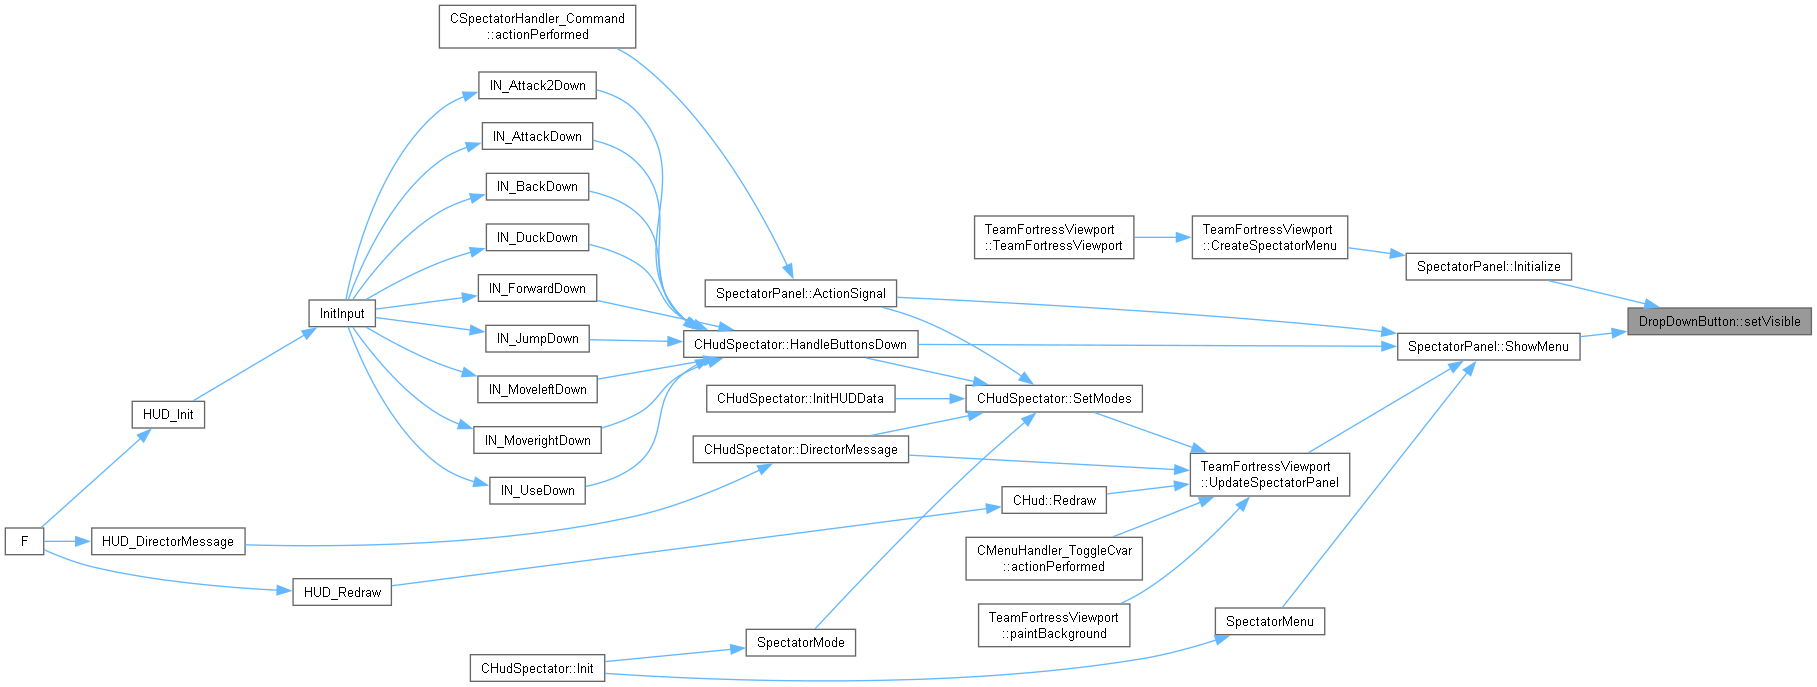 CSpectatorHandler_Command
::actionPerformed
IN_Attack2Down
IN_AttackDown
IN_BackDown
IN_DuckDown
IN_ForwardDown
InitInput
IN_JumpDown
IN_MoveleftDown
IN_MoverightDown
IN_UseDown
HUD_Init
F
HUD_DirectorMessage
HUD_Redraw
CHudSpectator::Init
SpectatorPanel::ActionSignal
CHudSpectator::HandleButtonsDown
CHudSpectator::InitHUDData
CHudSpectator::DirectorMessage
SpectatorMode
TeamFortressViewport
::TeamFortressViewport
CHudSpectator::SetModes
CHud::Redraw
CMenuHandler_ToggleCvar
::actionPerformed
TeamFortressViewport
::paintBackground
TeamFortressViewport
::CreateSpectatorMenu
TeamFortressViewport
::UpdateSpectatorPanel
SpectatorMenu
SpectatorPanel::Initialize
SpectatorPanel::ShowMenu
DropDownButton::setVisible